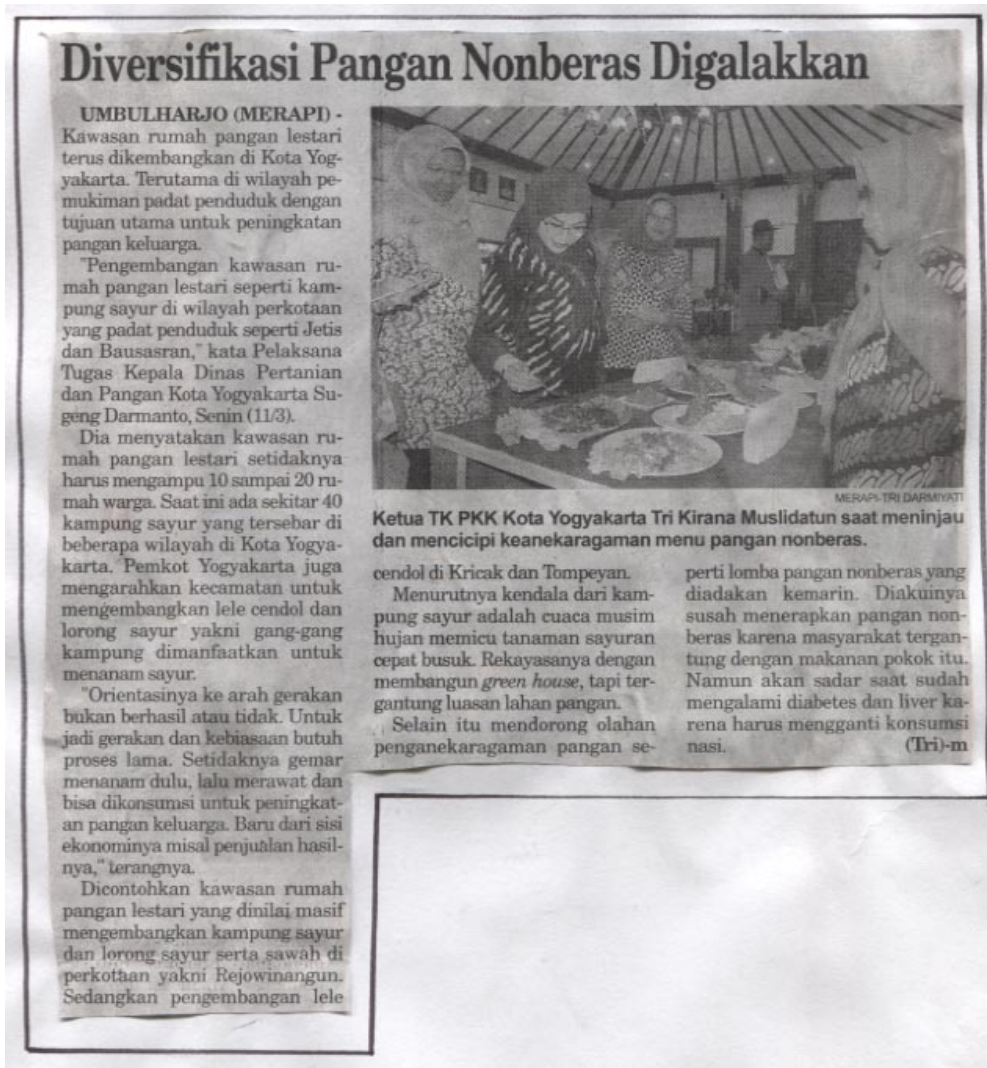 Diversifikasi Pangan Nonberas Digalakkan
UMBULHARJO (MERAPI) -
Kawasan rumah pangan lestari
terus dikembangkan di Kota Yog-
yakarta. Terutama di wilayah pe-
mukiman padat penduduk dengan
tujuan utama untuk peningkatan
pangan keluarga.
"Pengembangan kawasan ru-
mah pangan lestari seperti kam-
pung sayur di wilayah perkotaan
yang padat penduduk seperti Jetis
dan Bausasran," kata Pelaksana
Tugas Kepala Dinas Pertanian
dan Pangan Kota Yogyakarta Su-
geng Darmanto, Senin (11/3).
Dia menyatakan kawasan ru-
mah pangan lestari setidaknya
harus mengampu 10 sampai 20 ru-
mah warga. Saat ini ada sekitar 40
kampung sayur yang tersebar di
beberapa wilayah di Kota Yogya-
karta. Pemkot Yogyakarta juga
mengarahkan kecamatan untuk
mengembangkan lele cendol dan
lorong sayur yakni gang-gang
kampung dimanfaatkan untuk
menanam sayur.
"Orientasinya ke arah gerakan
bukan berhasil atau tidak. Untuk
jadi gerakan dan kebiasaan butuh
proses lama. Setidaknya gemar
menanam dulu, lalu merawat dan
bisa dikonsumsi untuk peningkat-
an pangan keluarga. Baru dari sisi
ekonominya misal penjualan hasil-
nya," terangnya.
Dicontohkan kawasan rumah
pangan lestari yang dinilai masif
mengembangkan kampung sayur
dan lorong sayur serta sawah di
perkotaan yakni Rejowinangun.
Sedangkan pengembangan lele
MERAPI-TRI DARMIYATI
Ketua TK PKK Kota Yogyakarta Tri Kirana Muslidatun saat meninjau
dan mencicipi keanekaragaman menu pangan nonberas.
cendol di Kricak dan Tompeyan.
Menurutnya kendala dari kam-
pung sayur adalah cuaca musim
hujan memicu tanaman sayuran
cepat busuk. Rekayasanya dengan
membangun green house, tapi ter-
gantung luasan lahan pangan.
Selain itu mendorong olahan
penganekaragaman pangan se-
perti lomba pangan nonberas yang
diadakan kemarin. Diakuinya
susah menerapkan pangan non-
beras karena masyarakat tergan-
tung dengan makanan pokok itu.
Namun akan sadar saat sudah
mengalami diabetes dan liver ka-
rena harus mengganti konsumsi
nasi. (Tri)-m